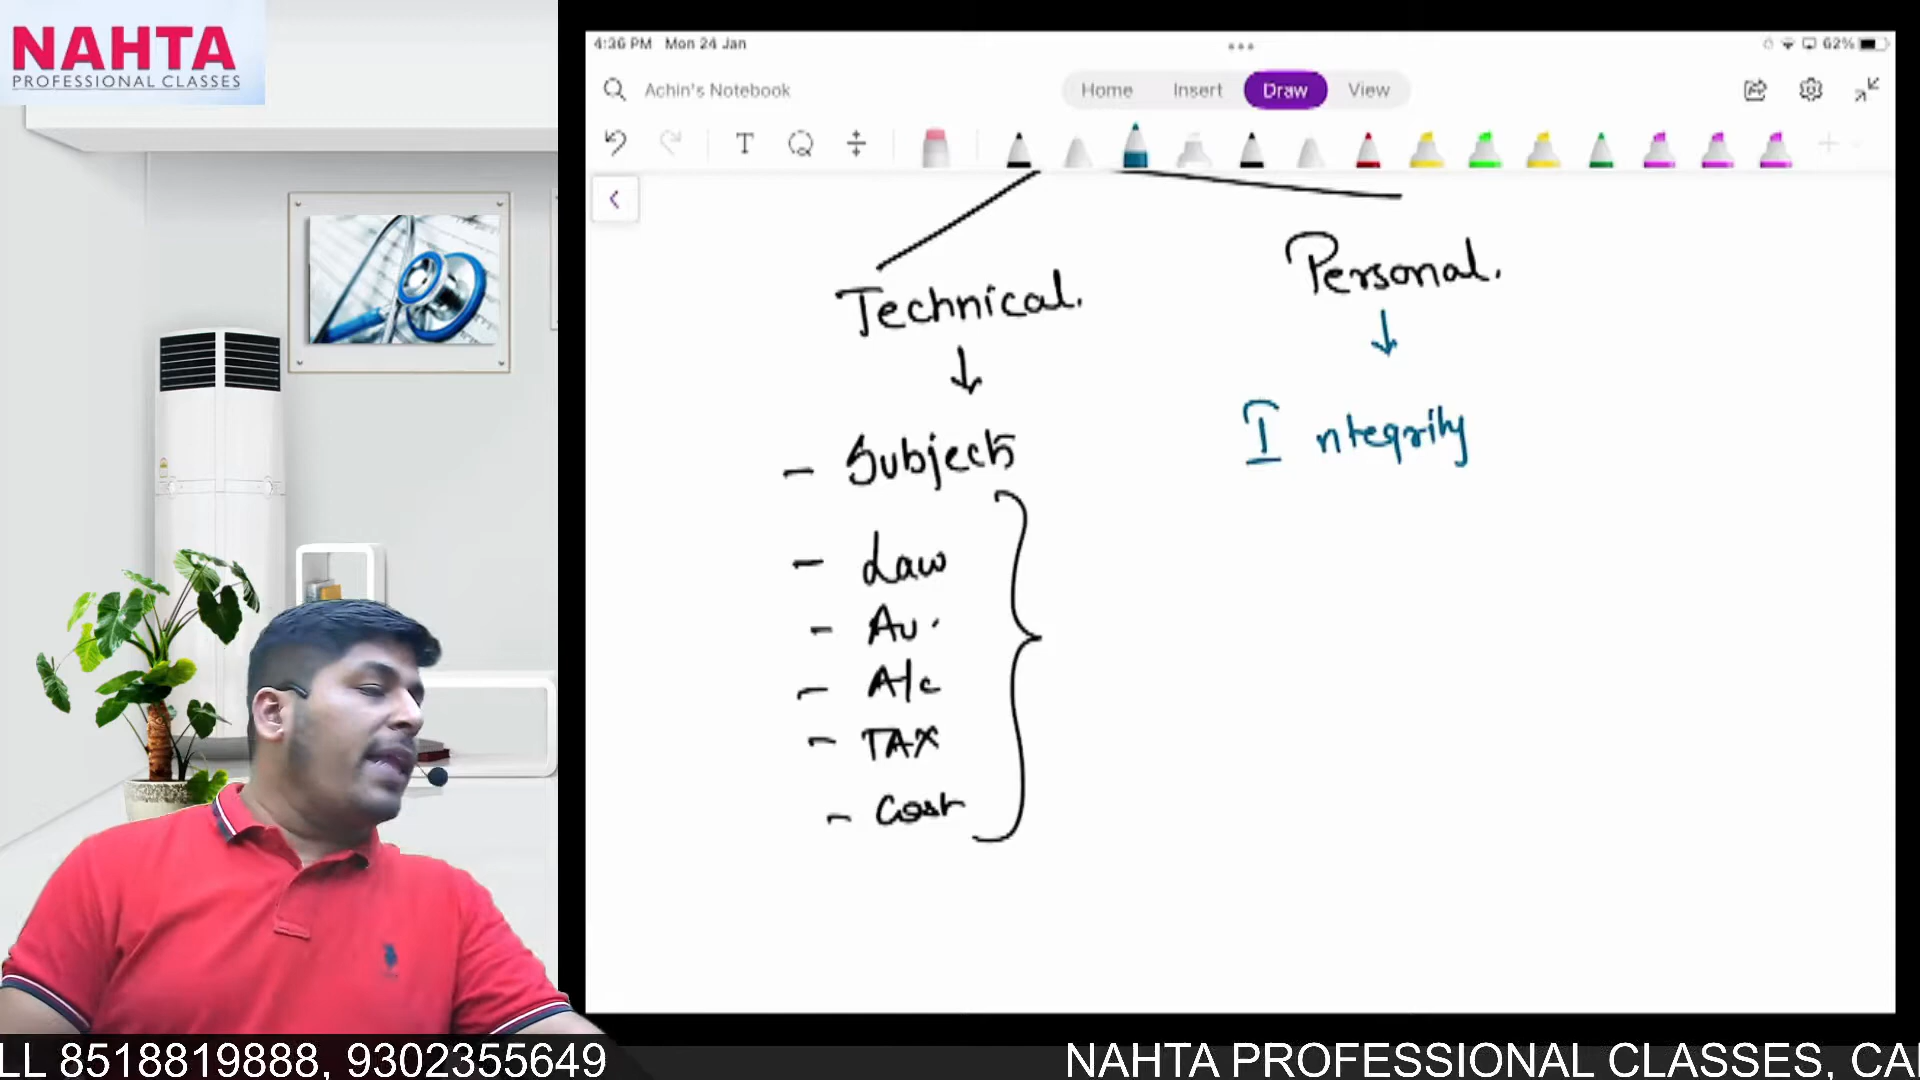 NAHTA
PROFESSIONAL CLASSES
4:36 PM Mon 24 Jan
62%
Achin's Notebook
Home Insert Draw View
T
Technical.
Personal.
- Subjects
Integrity
- Law
- Au.
- A/c
- TAX
- Cost
LL 8518819888, 9302355649
NAHTA PROFESSIONAL CLASSES, CA